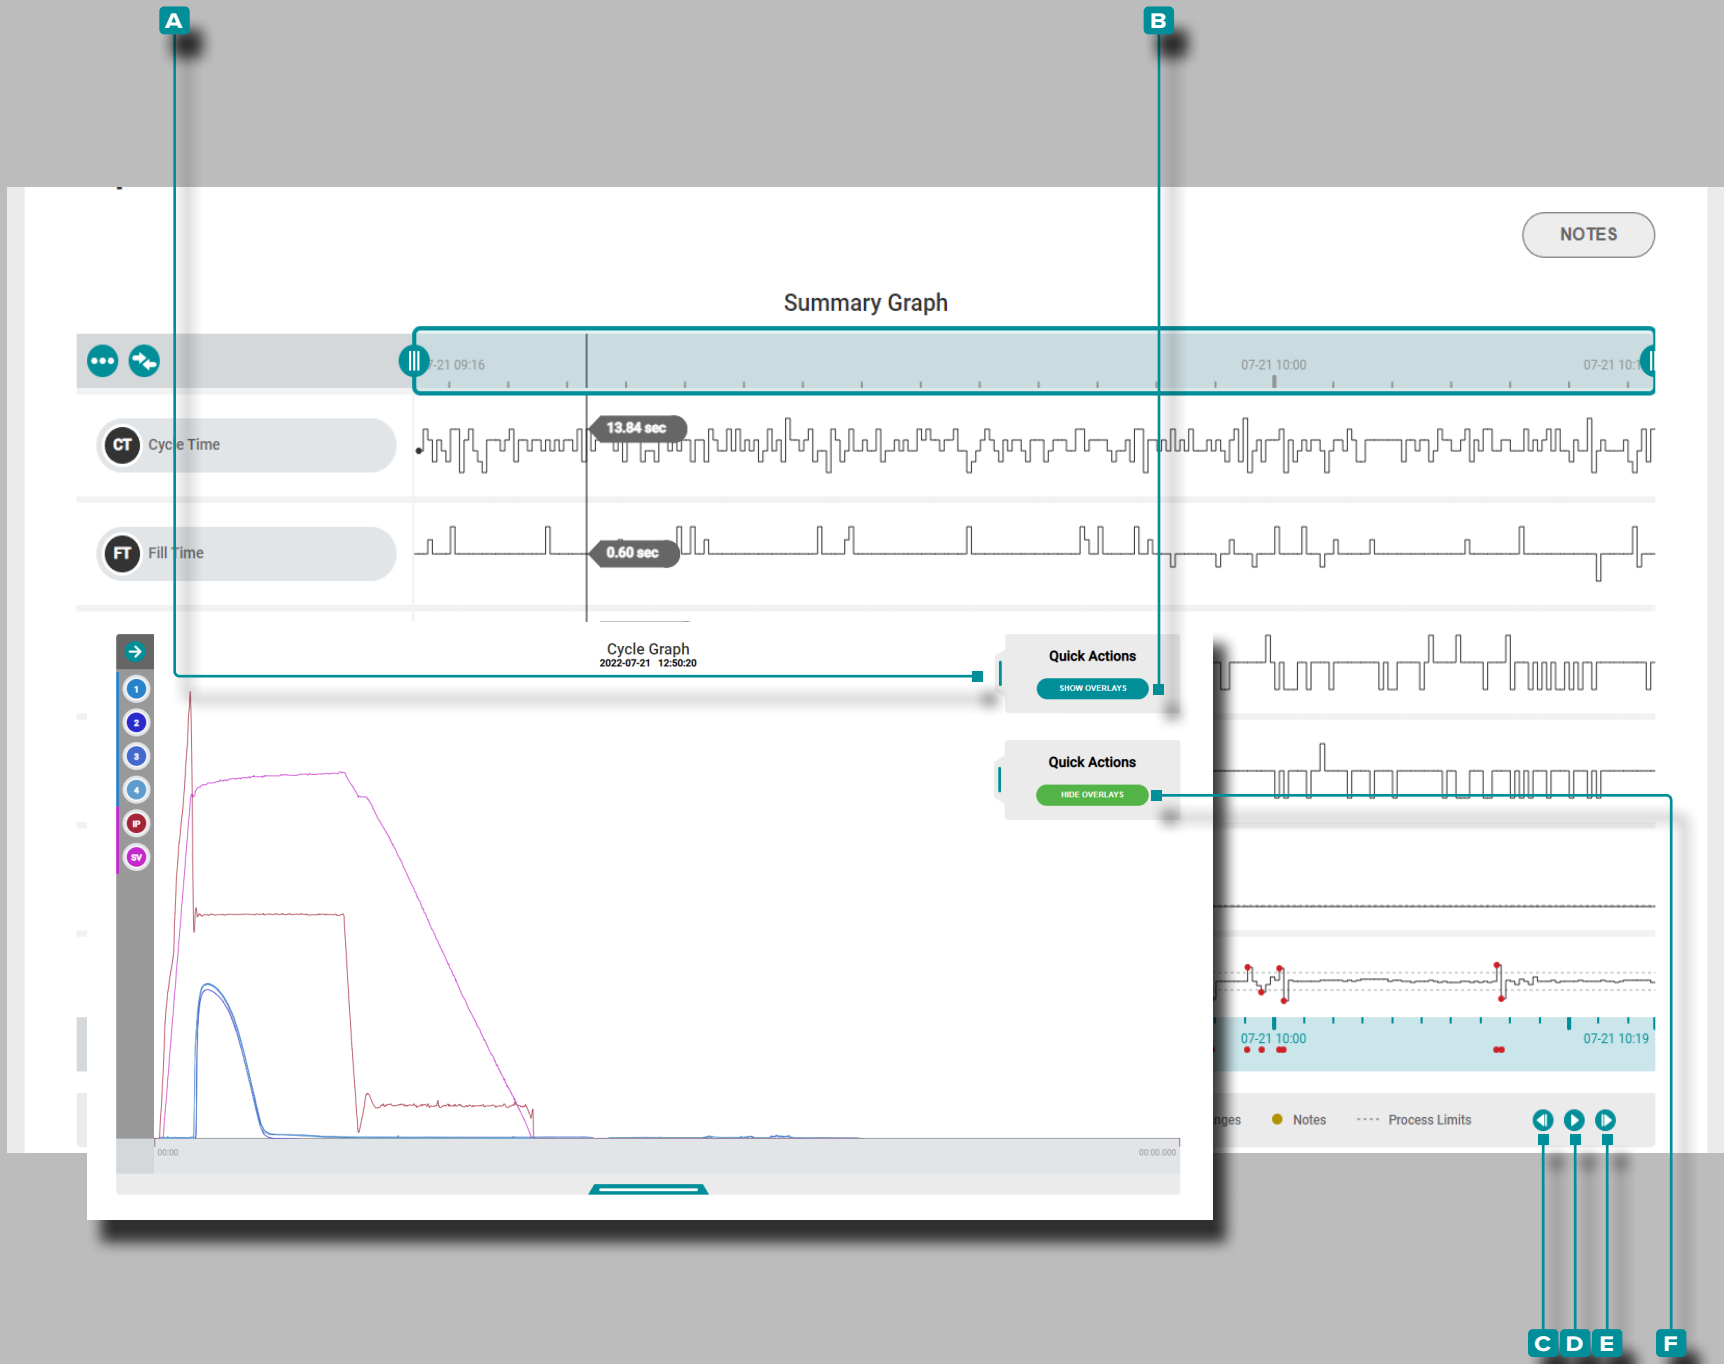 A
B
NOTES
Summary Graph
7-21 09:16
07-21 10:00
07-21 10:1
CT Cycle Time
13.84 sec
FT Fill Time
0.60 sec
Cycle Graph
2022-07-21 12:50:20
Quick Actions
SHOW OVERLAYS
1
2
3
4
IP
SV
Quick Actions
HIDE OVERLAYS
07-21 10:00
07-21 10:19
nges
Notes
Process Limits
00:00
00:00.000
C
D
E
F